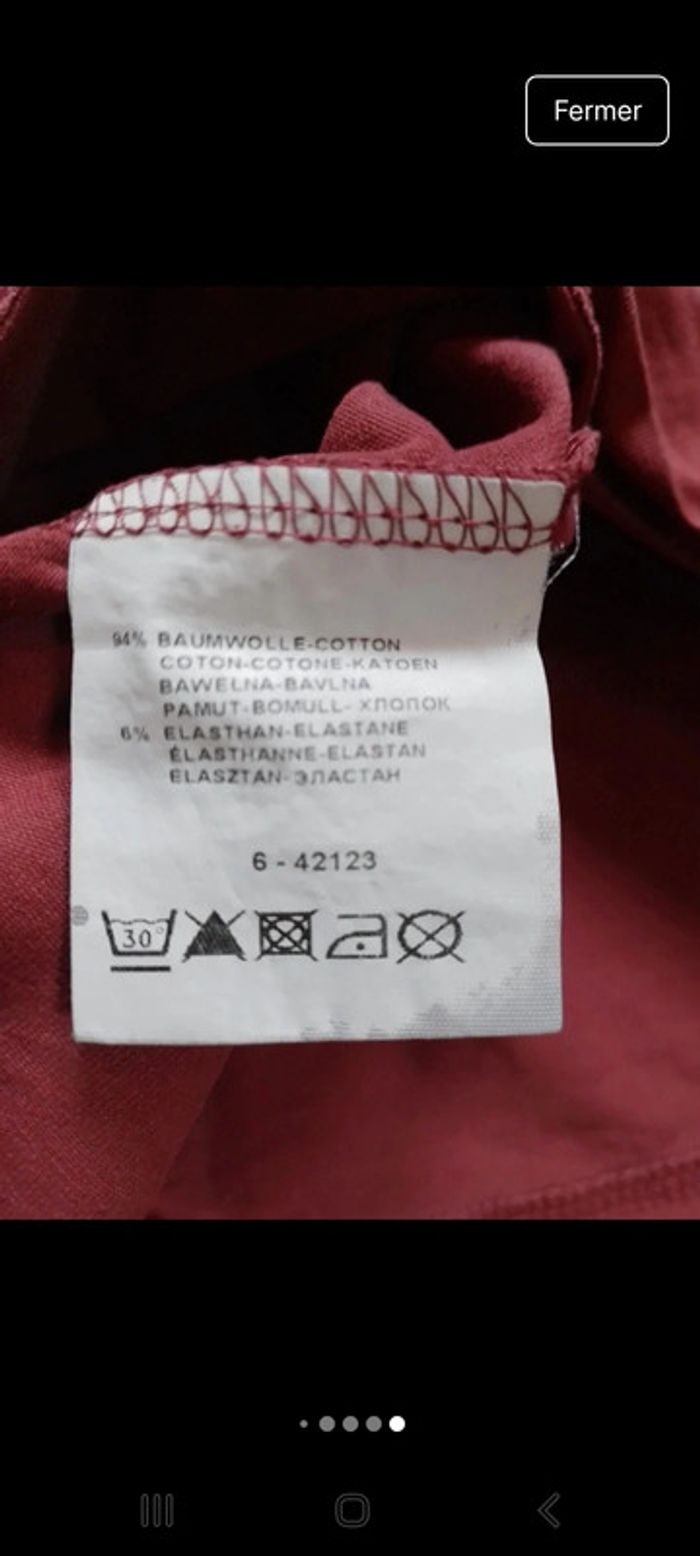 Fermer
94% BAUMWOLLE-COTTON
COTON-COTONE-KATOEN
BAWEŁNA-BAVLNA
PAMUT-BOMULL- ХЛОПОК
6% ELASTHAN-ELASTANE
ÉLASTHANNE-ELASTAN
ELASZTAN-ЭЛАСТАН
6 - 42123
30°